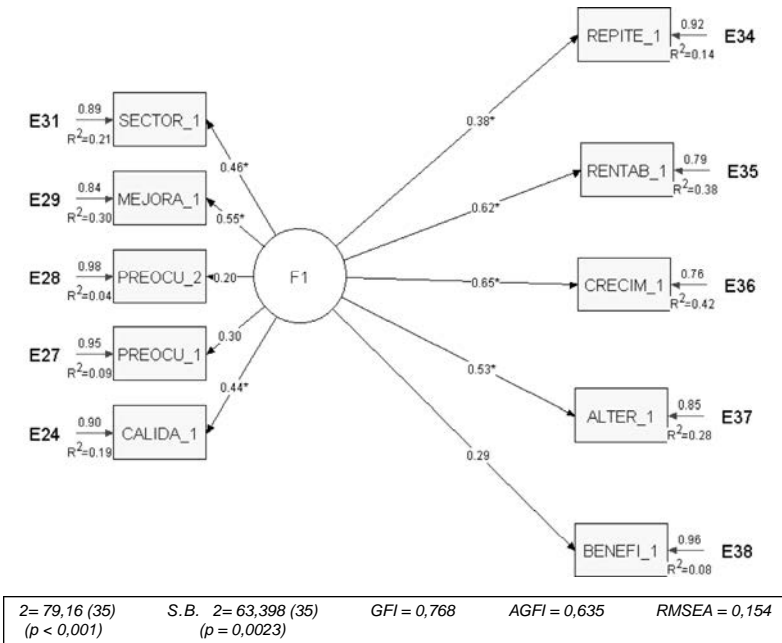 0.92
REPITE_1
E34
R²=0.14
0.89
E31
SECTOR_1
R²=0.21
0.38*
0.46*
0.84
E29
MEJORA_1
R²=0.30
0.55*
0.79
RENTAB_1
E35
R²=0.38
0.62*
0.98
E28
PREOCU_2
R²=0.04
0.20
F1
0.65*
0.76
CRECIM_1
E36
R²=0.42
0.95
E27
PREOCU_1
R²=0.09
0.30
0.90
E24
CALIDA_1
R²=0.19
0.44*
0.53*
0.85
ALTER_1
E37
R²=0.28
0.29
0.96
BENEFI_1
E38
R²=0.08
2= 79,16 (35) S.B. 2= 63,398 (35) GFI = 0,768 AGFI = 0,635 RMSEA = 0,154
(p < 0,001) (p = 0,0023)